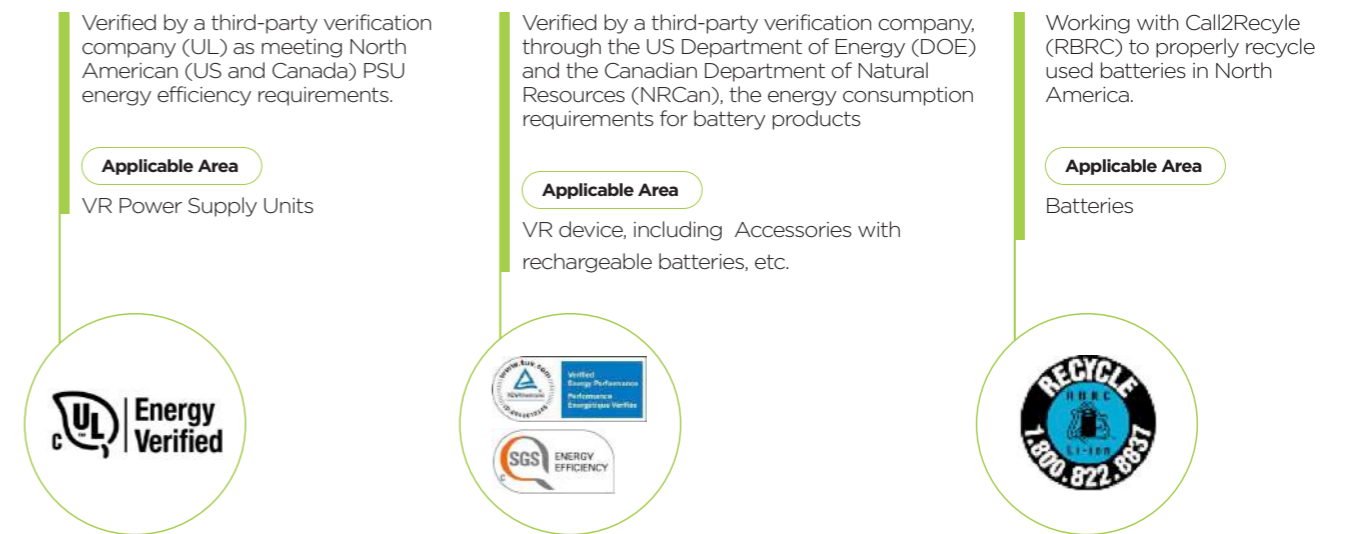 Verified by a third-party verification
company (UL) as meeting North
American (US and Canada) PSU
energy efficiency requirements.
Applicable Area
VR Power Supply Units
C UL Energy
Verified
Verified by a third-party verification company,
through the US Department of Energy (DOE)
and the Canadian Department of Natural
Resources (NRCan), the energy consumption
requirements for battery products
Applicable Area
VR device, including Accessories with
rechargeable batteries, etc.
www.tuv.com
TÜVRheinland
Verified
Energy Performance
Performance
Énergétique Vérifiée
SGS ENERGY
EFFICIENCY
C
Working with Call2Recyle
(RBRC) to properly recycle
used batteries in North
America.
Applicable Area
Batteries
RECYCLE
RBRC
Li-ion
1.800.822.8837